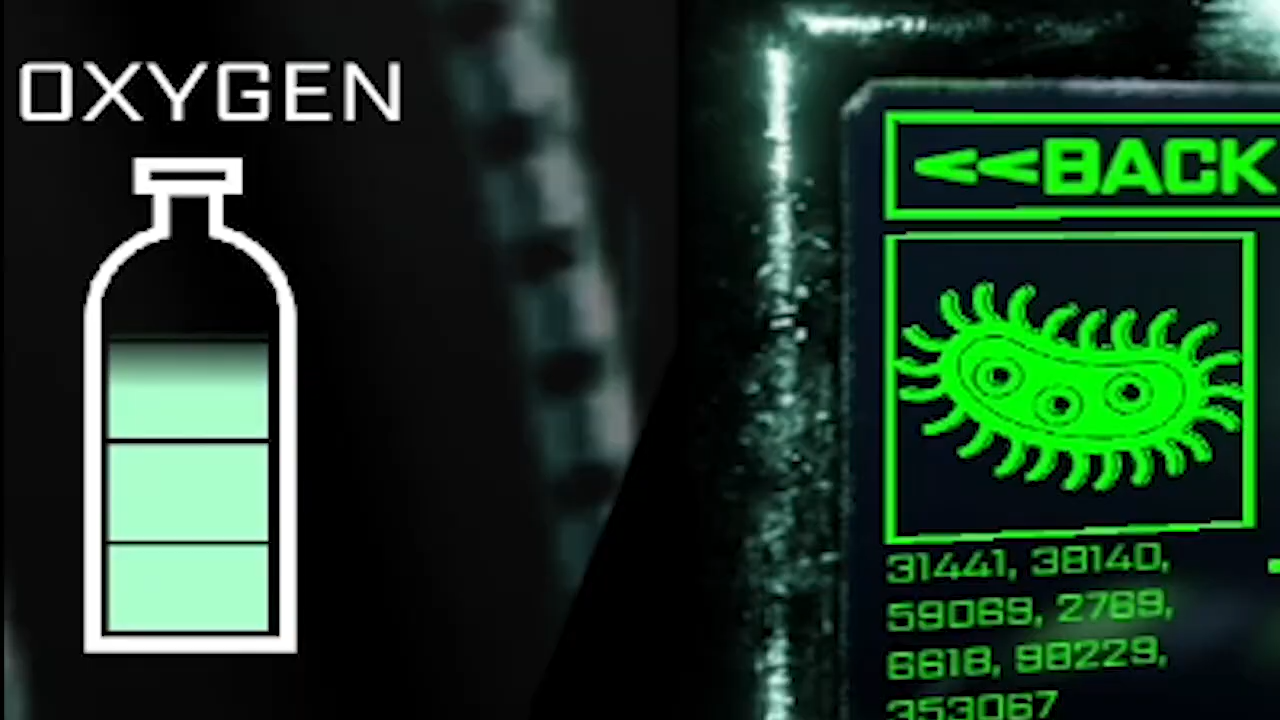 OXYGEN
<<BACK
31441, 38140,
59069, 2769,
6618, 98229,
353067